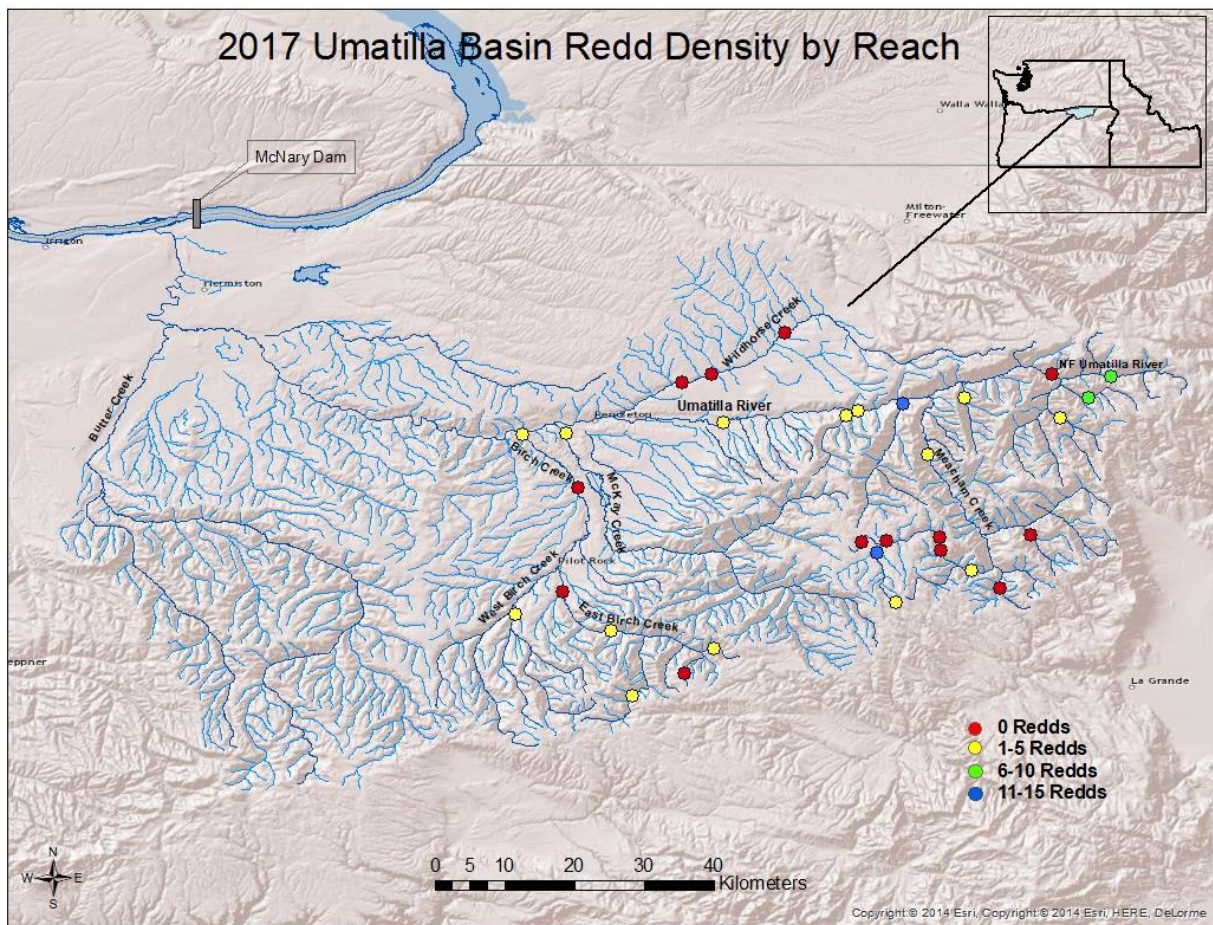 2017 Umatilla Basin Redd Density by Reach
Walla Walla
McNary Dam
Milton-
Freewater
Irrigon
Hermiston
Wildhorse Creek
NF Umatilla River
Butter Creek
Pendleton
Umatilla River
Birch Creek
McKay Creek
Meacham Creek
Pilot Rock
West Birch Creek
East Birch Creek
eppner
La Grande
0 Redds
1-5 Redds
6-10 Redds
11-15 Redds
N
W E
S
0 5 10 20 30 40
Kilometers
Copyright:© 2014 Esri, Copyright:© 2014 Esri, HERE, DeLorme